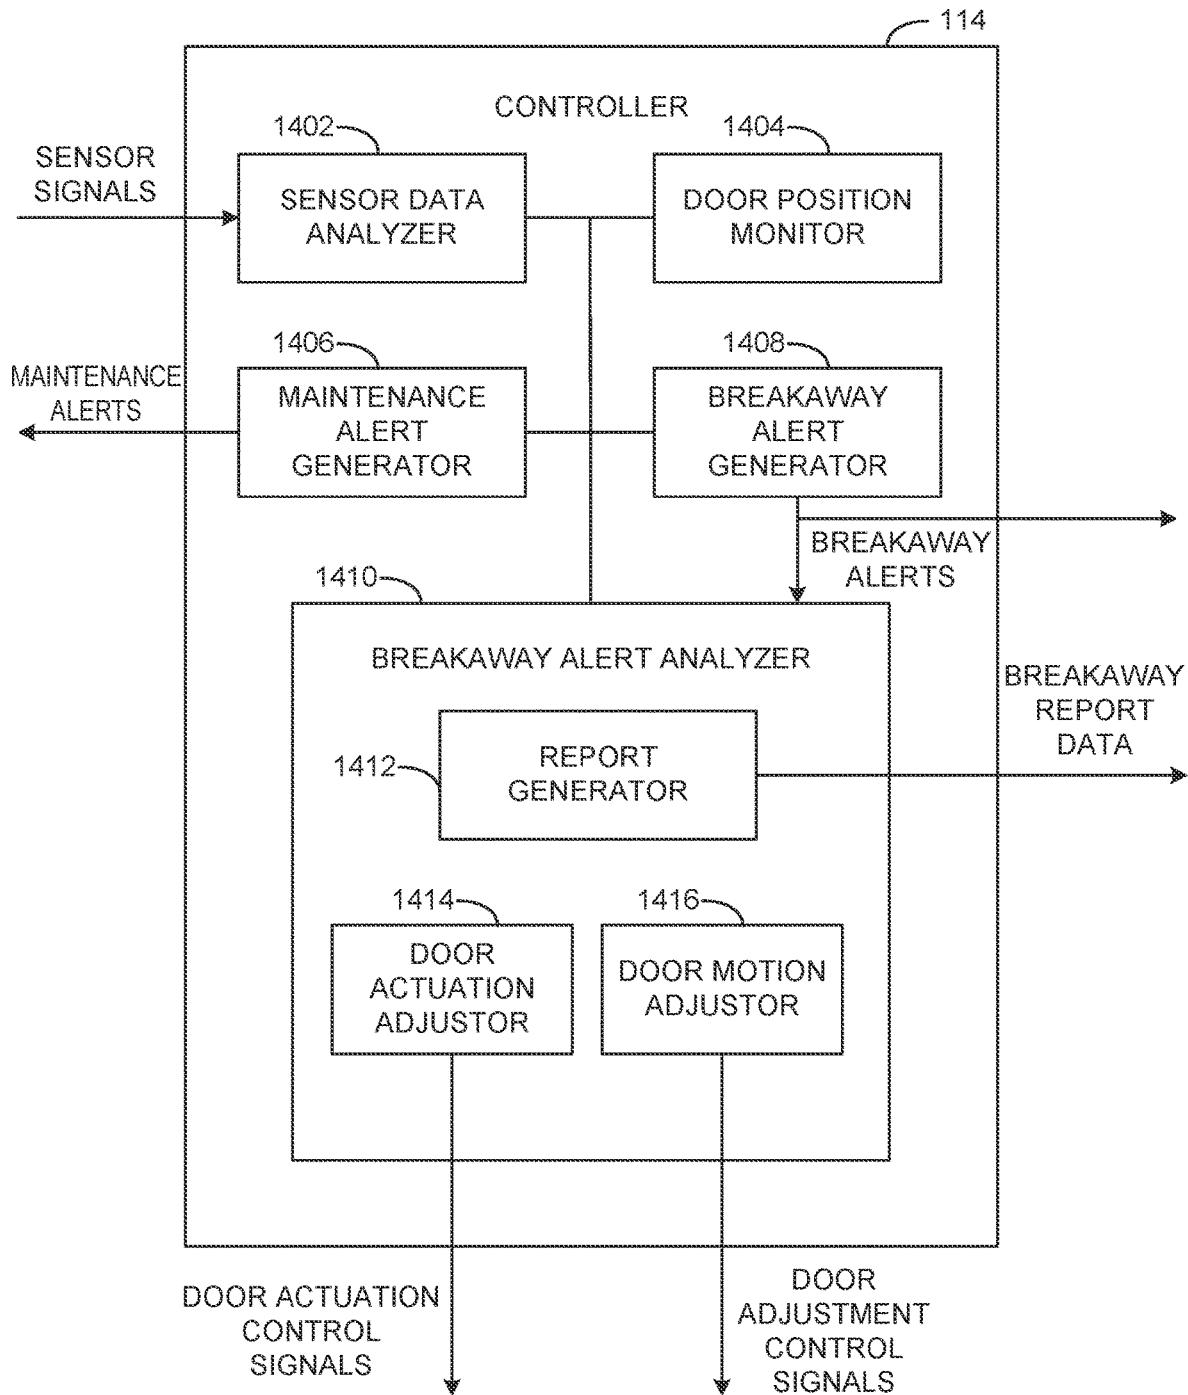 114
CONTROLLER
1402
1404
SENSOR
SIGNALS
SENSOR DATA
ANALYZER
DOOR POSITION
MONITOR
1406
1408
MAINTENANCE
ALERTS
MAINTENANCE
ALERT
GENERATOR
BREAKAWAY
ALERT
GENERATOR
BREAKAWAY
ALERTS
1410
BREAKAWAY ALERT ANALYZER
BREAKAWAY
REPORT
DATA
1412
REPORT
GENERATOR
1414
1416
DOOR
ACTUATION
ADJUSTOR
DOOR MOTION
ADJUSTOR
DOOR ACTUATION
CONTROL
SIGNALS
DOOR
ADJUSTMENT
CONTROL
SIGNALS